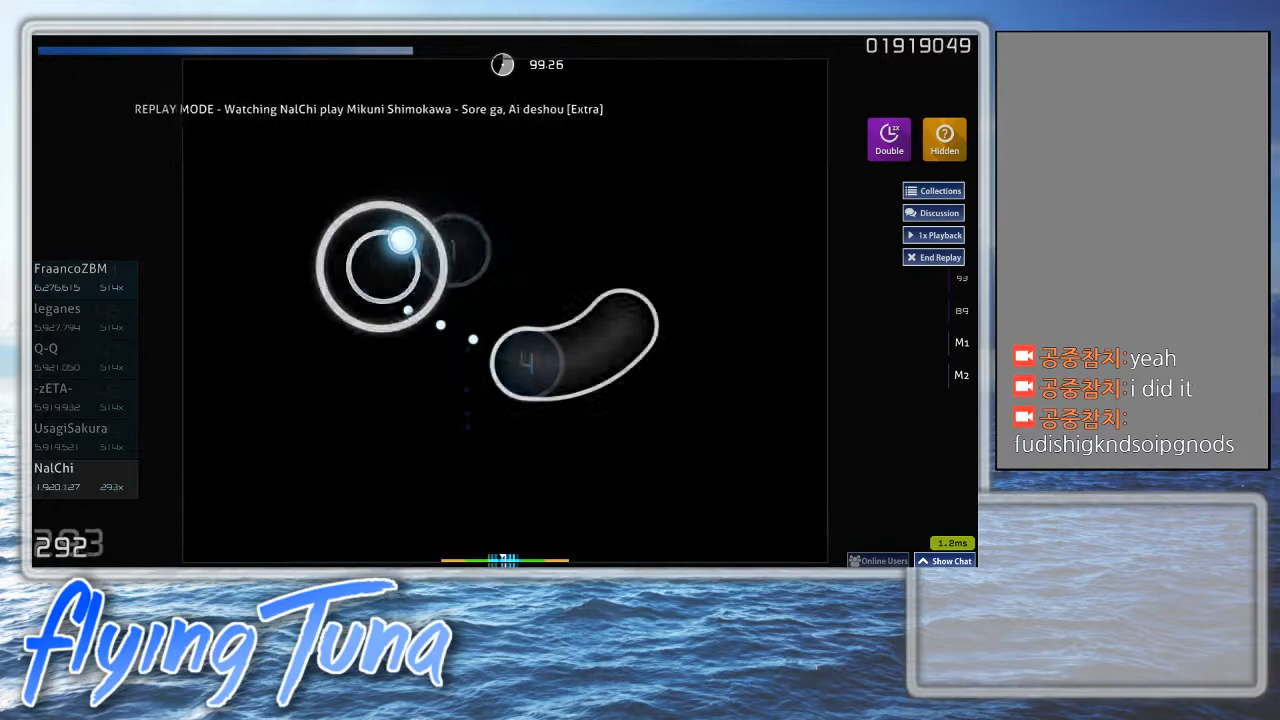 01919049
99.26
REPLAY MODE - Watching NalChi play Mikuni Shimokawa - Sore ga, Ai deshou [Extra]
2X
Double
?
Hidden
Collections
Discussion
1x Playback
End Replay
93
89
M1
M2
FraancoZBM
6,276,615 514x
leganes
5,927,794 514x
Q-Q
5,921,050 514x
-zETA-
5,919,932 514x
UsagiSakura
5,919,521 514x
NalChi
1,920,127 293x
1
4
292
1.2ms
Online Users
Show Chat
공중참치:yeah
공중참치:i did it
공중참치:
fudishigkndsoipgnods
flying Tuna